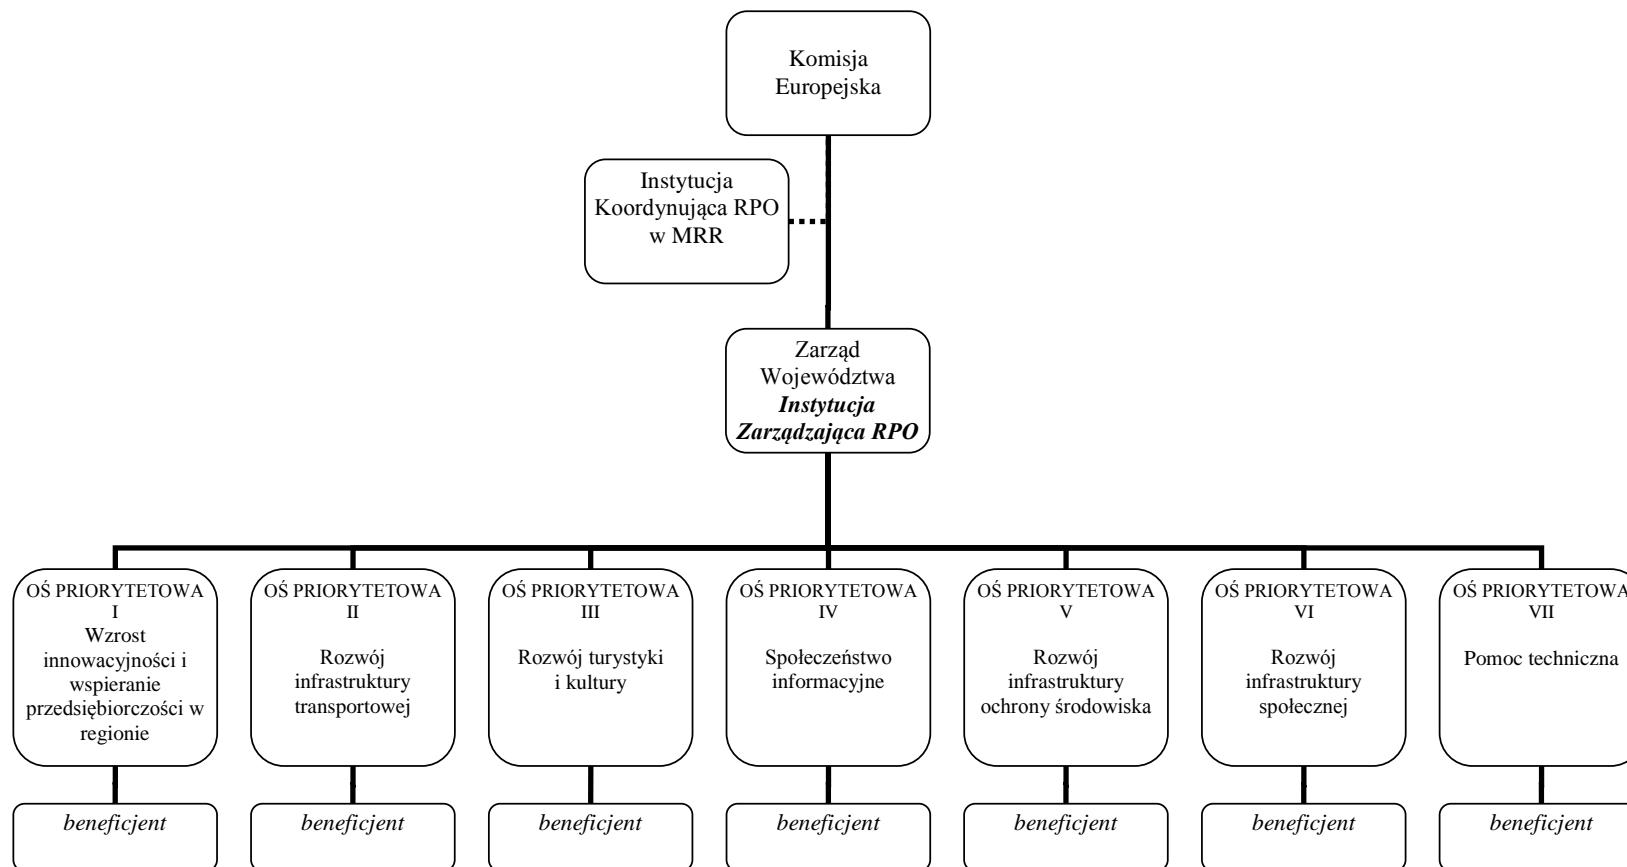 Komisja
Europejska
Instytucja
Koordynująca RPO
w MRR
Zarząd
Województwa
Instytucja
Zarządzająca RPO
OŚ PRIORYTETOWA
I
Wzrost
innowacyjności i
wspieranie
przedsiębiorczości w
regionie
OŚ PRIORYTETOWA
II
Rozwój
infrastruktury
transportowej
OŚ PRIORYTETOWA
III
Rozwój turystyki
i kultury
OŚ PRIORYTETOWA
IV
Społeczeństwo
informacyjne
OŚ PRIORYTETOWA
V
Rozwój
infrastruktury
ochrony środowiska
OŚ PRIORYTETOWA
VI
Rozwój
infrastruktury
społecznej
OŚ PRIORYTETOWA
VII
Pomoc techniczna
beneficjent
beneficjent
beneficjent
beneficjent
beneficjent
beneficjent
beneficjent